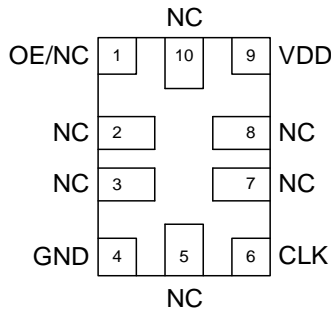 NC
OE/NC 1 10 9 VDD
NC 2 8 NC
NC 3 7 NC
GND 4 5 6 CLK
NC